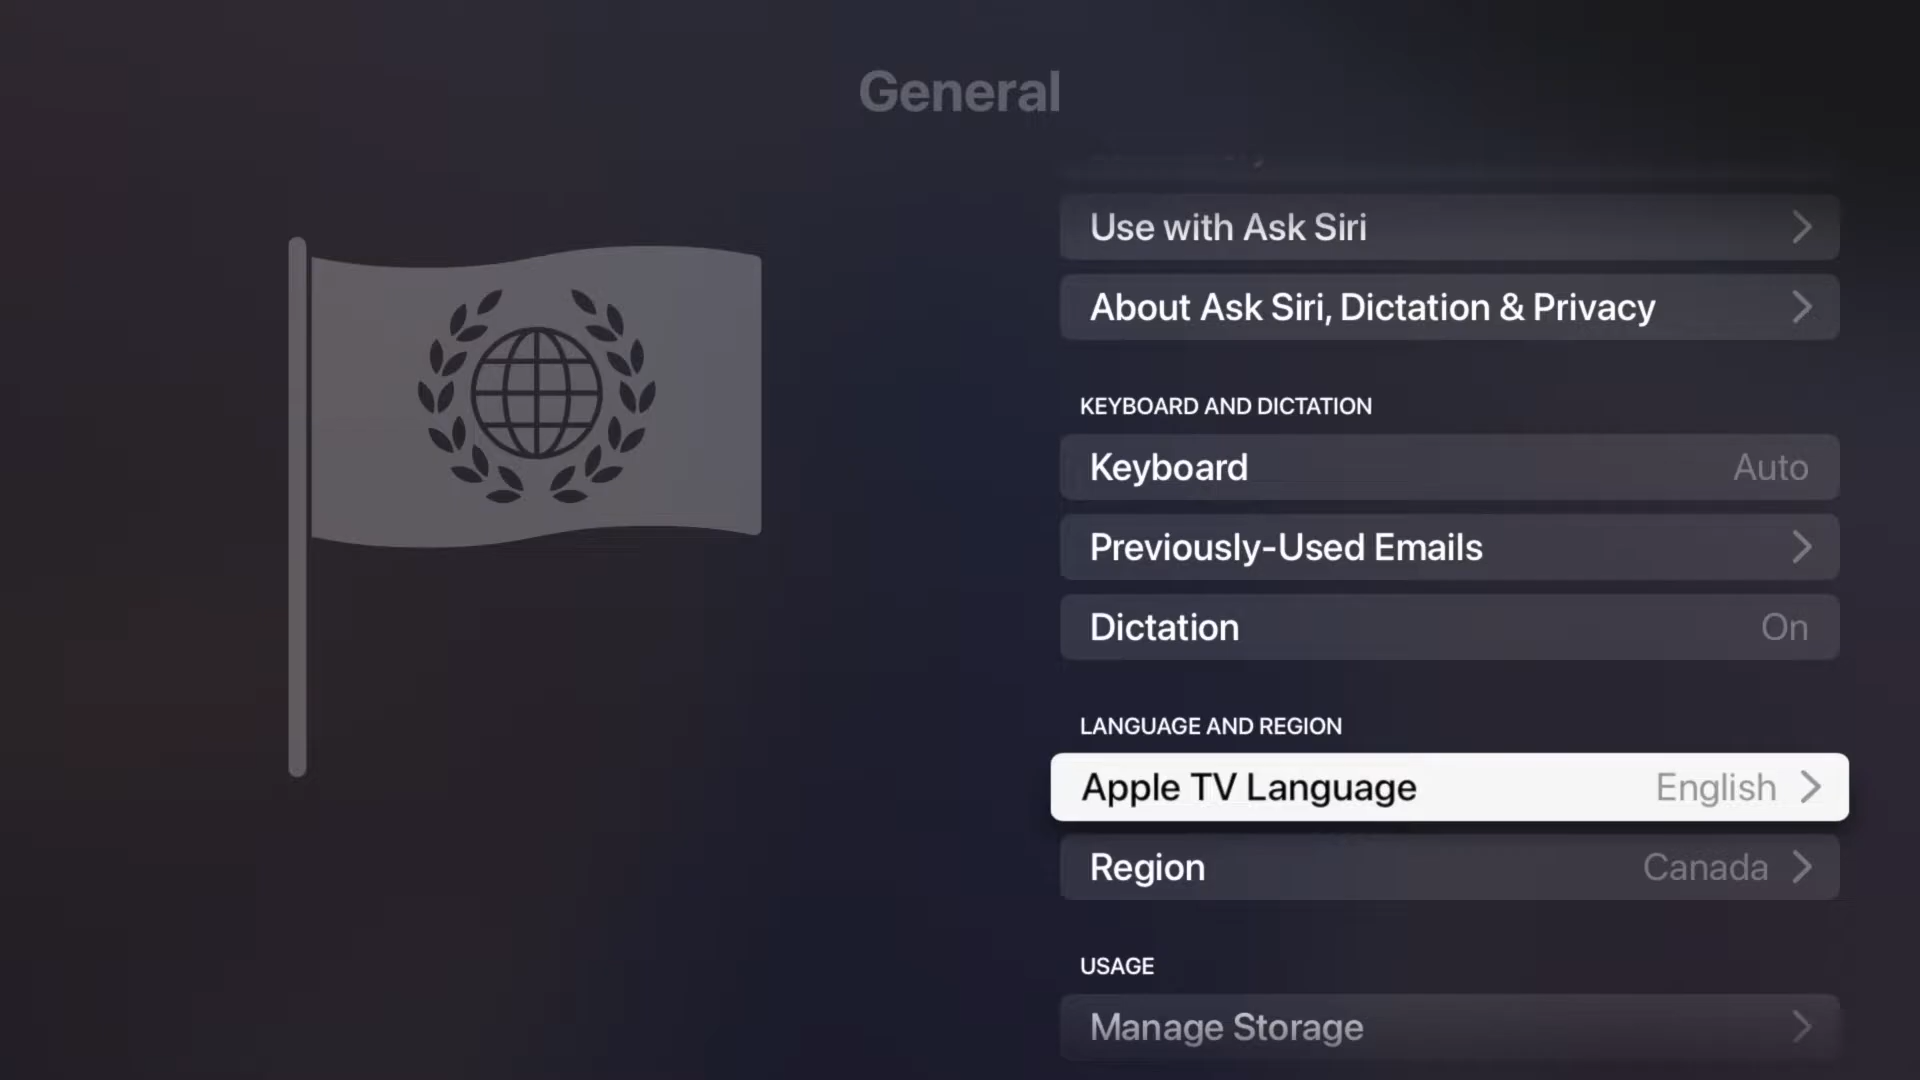 General
Use with Ask Siri
About Ask Siri, Dictation & Privacy
KEYBOARD AND DICTATION
Keyboard Auto
Previously-Used Emails
Dictation On
LANGUAGE AND REGION
Apple TV Language English
Region Canada
USAGE
Manage Storage